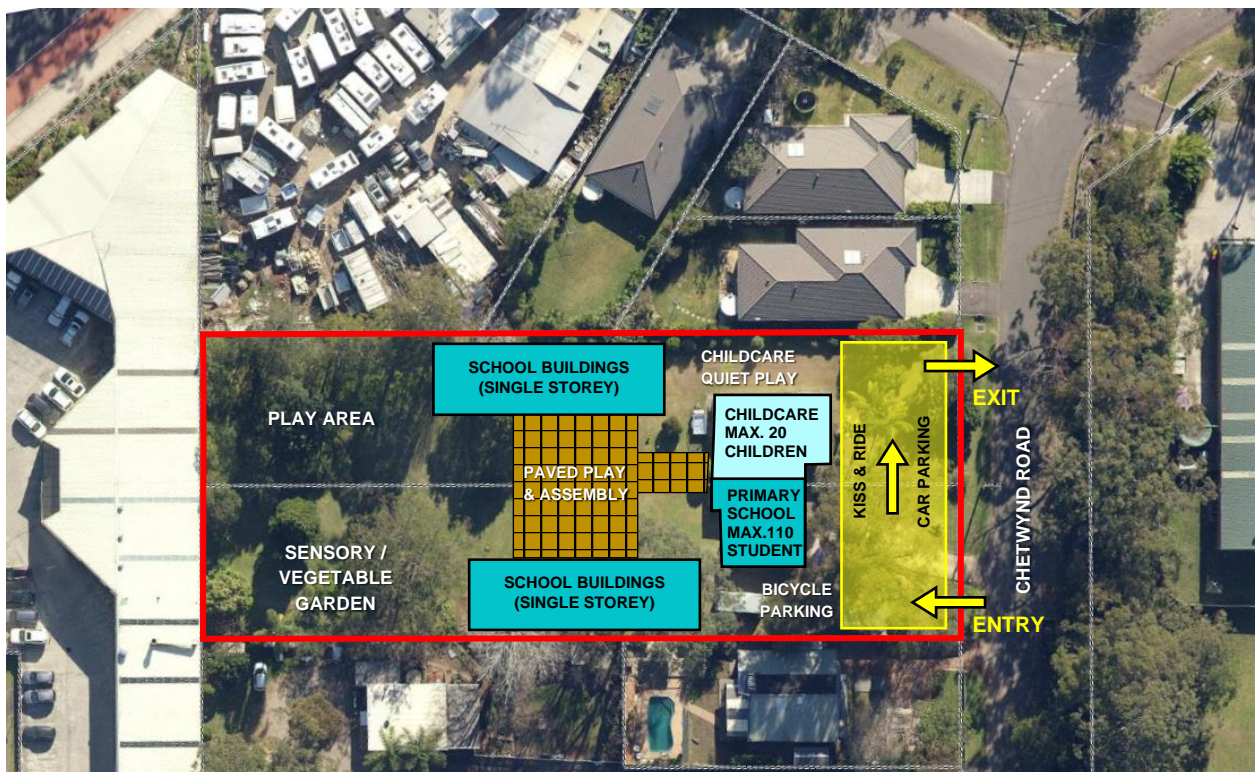 SCHOOL BUILDINGS
(SINGLE STOREY)
CHILDCARE
QUIET PLAY
EXIT
PLAY AREA
CHILDCARE
MAX. 20
CHILDREN
KISS & RIDE
CAR PARKING
CHETWYND ROAD
PAVED PLAY
& ASSEMBLY
PRIMARY
SCHOOL
MAX.110
STUDENT
SENSORY /
VEGETABLE
GARDEN
SCHOOL BUILDINGS
(SINGLE STOREY)
BICYCLE
PARKING
ENTRY